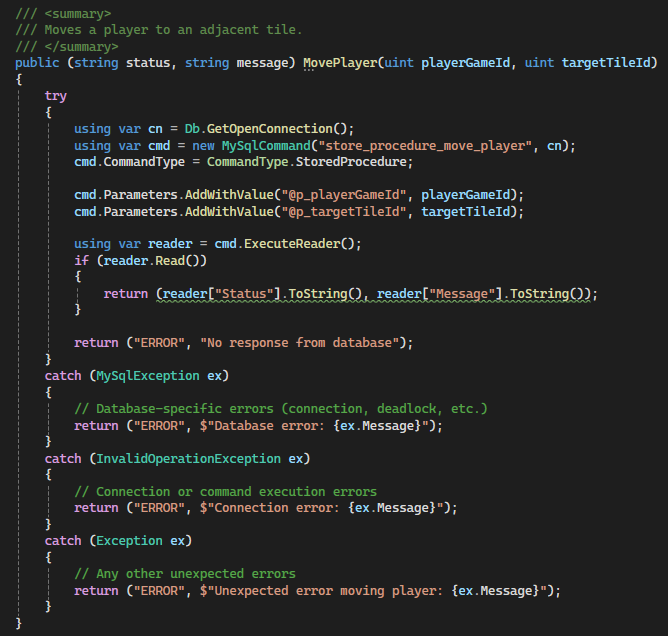 /// <summary>
/// Moves a player to an adjacent tile.
/// </summary>
public (string status, string message) MovePlayer(uint playerGameId, uint targetTileId)
{
    try
    {
        using var cn = Db.GetOpenConnection();
        using var cmd = new MySqlCommand("store_procedure_move_player", cn);
        cmd.CommandType = CommandType.StoredProcedure;

        cmd.Parameters.AddWithValue("@p_playerGameId", playerGameId);
        cmd.Parameters.AddWithValue("@p_targetTileId", targetTileId);

        using var reader = cmd.ExecuteReader();
        if (reader.Read())
        {
            return (reader["Status"].ToString(), reader["Message"].ToString());
        }

        return ("ERROR", "No response from database");
    }
    catch (MySqlException ex)
    {
        // Database-specific errors (connection, deadlock, etc.)
        return ("ERROR", $"Database error: {ex.Message}");
    }
    catch (InvalidOperationException ex)
    {
        // Connection or command execution errors
        return ("ERROR", $"Connection error: {ex.Message}");
    }
    catch (Exception ex)
    {
        // Any other unexpected errors
        return ("ERROR", $"Unexpected error moving player: {ex.Message}");
    }
}